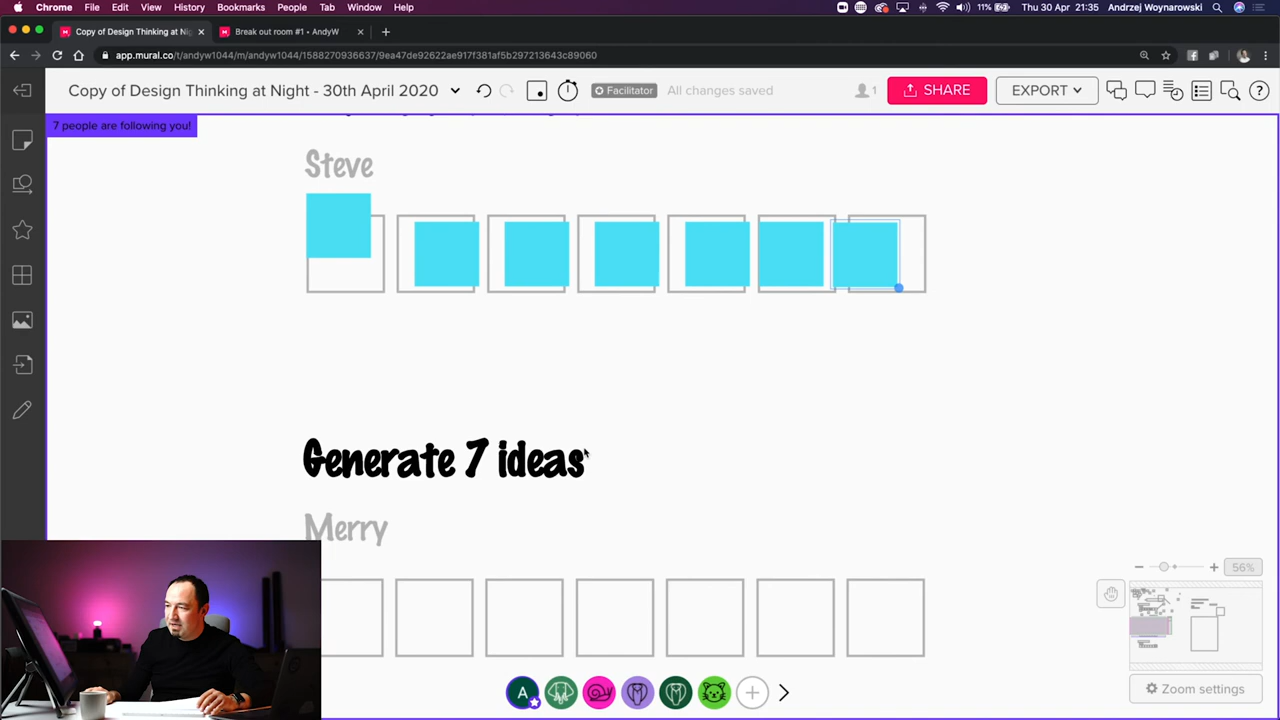 Chrome File Edit View History Bookmarks People Tab Window Help 11% Thu 30 Apr 21:35 Andrzej Woynarowski
Copy of Design Thinking at Nig Break out room #1 • AndyW
app.mural.co/t/andyw1044/m/andyw1044/1588270936637/9ea47de92622ae917f381af5b297213643c89060
Copy of Design Thinking at Night - 30th April 2020 Facilitator All changes saved 1 SHARE EXPORT ?
7 people are following you!
Steve
Generate 7 ideas
Merry
56%
A
Zoom settings